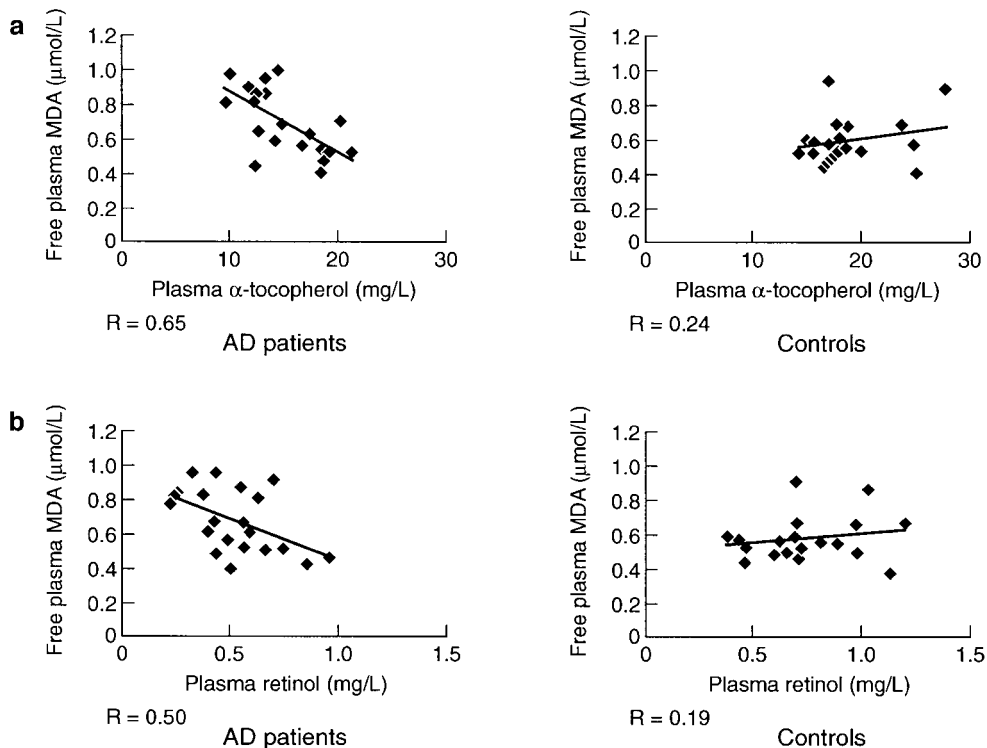 a
Free plasma MDA (μmol/L)
1.2
1.0
0.8
0.6
0.4
0.2
0
0
10
20
30
Plasma α-tocopherol (mg/L)
R = 0.65
AD patients
Free plasma MDA (μmol/L)
1.2
1.0
0.8
0.6
0.4
0.2
0
0
10
20
30
Plasma α-tocopherol (mg/L)
R = 0.24
Controls
b
Free plasma MDA (μmol/L)
1.2
1.0
0.8
0.6
0.4
0.2
0
0
0.5
1.0
1.5
Plasma retinol (mg/L)
R = 0.50
AD patients
Free plasma MDA (μmol/L)
1.2
1.0
0.8
0.6
0.4
0.2
0
0
0.5
1.0
1.5
Plasma retinol (mg/L)
R = 0.19
Controls